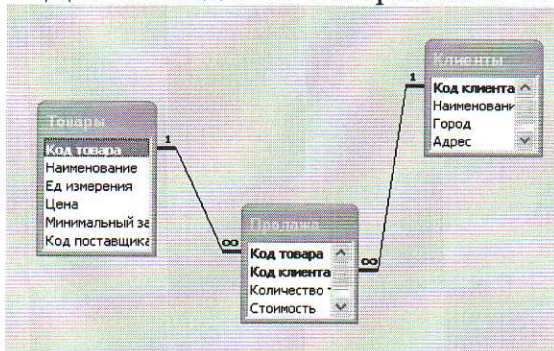 Товары
1
Код товара
Наименование
Ед измерения
Цена
Минимальный за
Код поставщика
Клиенты
1
Код клиента
Наименовани
Город
Адрес
Продажа
∞
Код товара
Код клиента
∞
Количество т
Стоимость